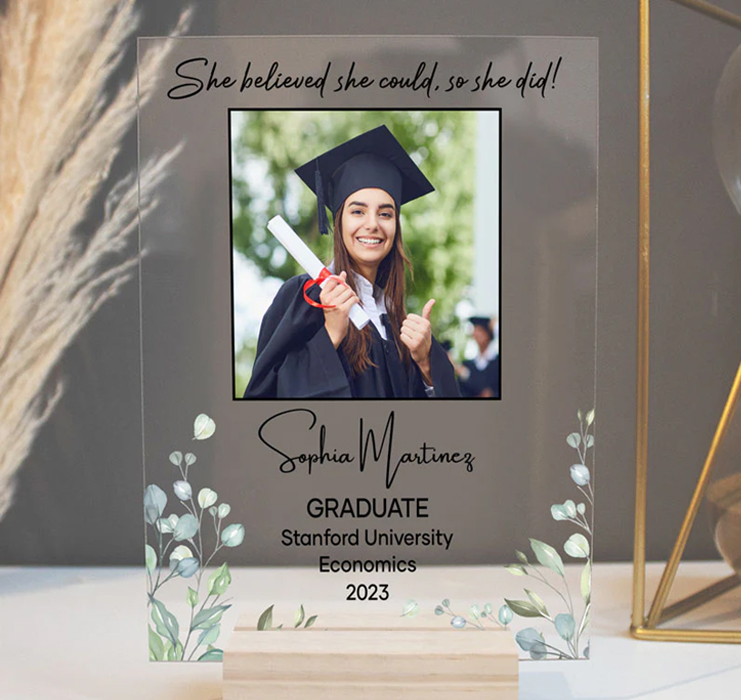 She believed she could, so she did!
Sophia Martinez
GRADUATE
Stanford University
Economics
2023